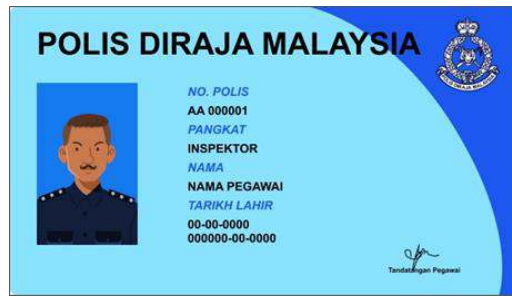 POLIS DIRAJA MALAYSIA
NO. POLIS
AA 000001
PANGKAT
INSPEKTOR
NAMA
NAMA PEGAWAI
TARIKH LAHIR
00-00-0000
000000-00-0000
Tandatangan Pegawai